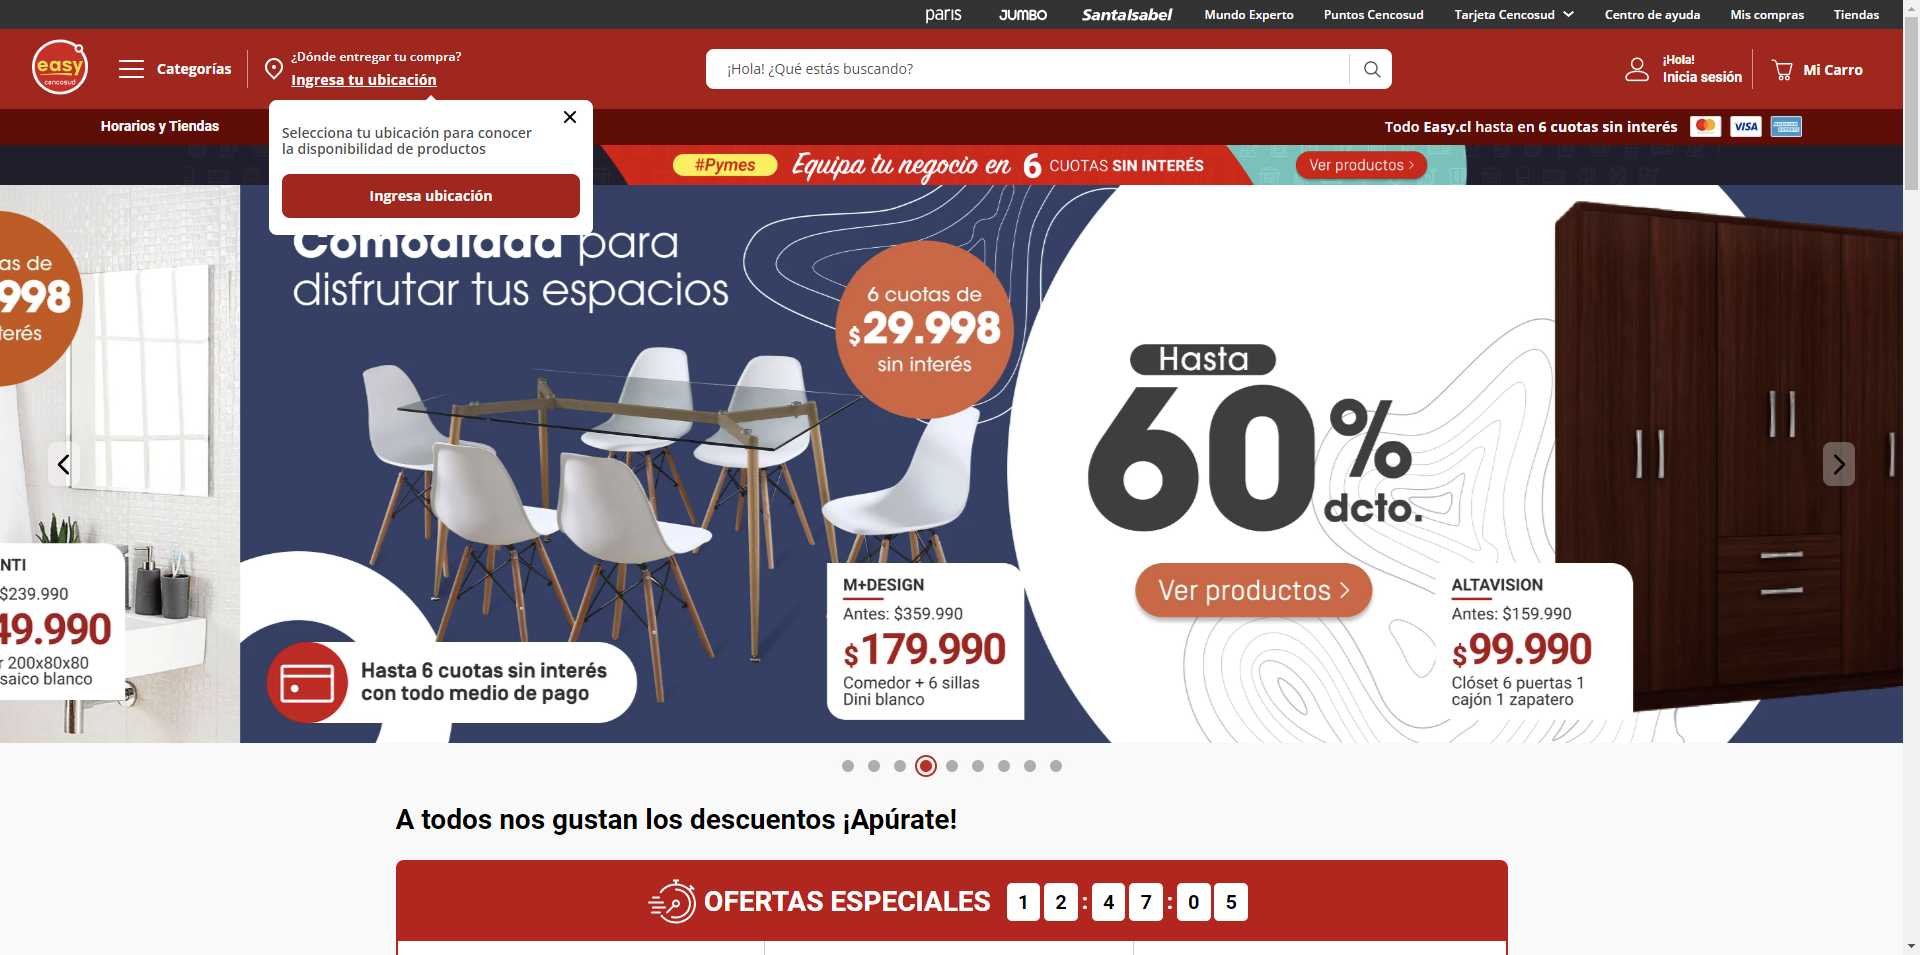 paris
JUMBO
SantaIsabel
Mundo Experto
Puntos Cencosud
Tarjeta Cencosud
Centro de ayuda
Mis compras
Tiendas
easy
cencosud
Categorías
¿Dónde entregar tu compra?
Ingresa tu ubicación
¡Hola! ¿Qué estás buscando?
¡Hola!
Inicia sesión
Mi Carro
Selecciona tu ubicación para conocer
la disponibilidad de productos
Ingresa ubicación
Horarios y Tiendas
Todo Easy.cl hasta en 6 cuotas sin interés
VISA
#Pymes
Equipa tu negocio en 6 CUOTAS SIN INTERÉS
Ver productos >
as de
998
erés
NTI
$239.990
49.990
r 200x80x80
saico blanco
Comodidad para
disfrutar tus espacios
6 cuotas de
$29.998
sin interés
Hasta 6 cuotas sin interés
con todo medio de pago
M+DESIGN
Antes: $359.990
$179.990
Comedor + 6 sillas
Dini blanco
Hasta
60%
dcto.
Ver productos >
ALTAVISION
Antes: $159.990
$99.990
Clóset 6 puertas 1
cajón 1 zapatero
A todos nos gustan los descuentos ¡Apúrate!
OFERTAS ESPECIALES 12:47:05